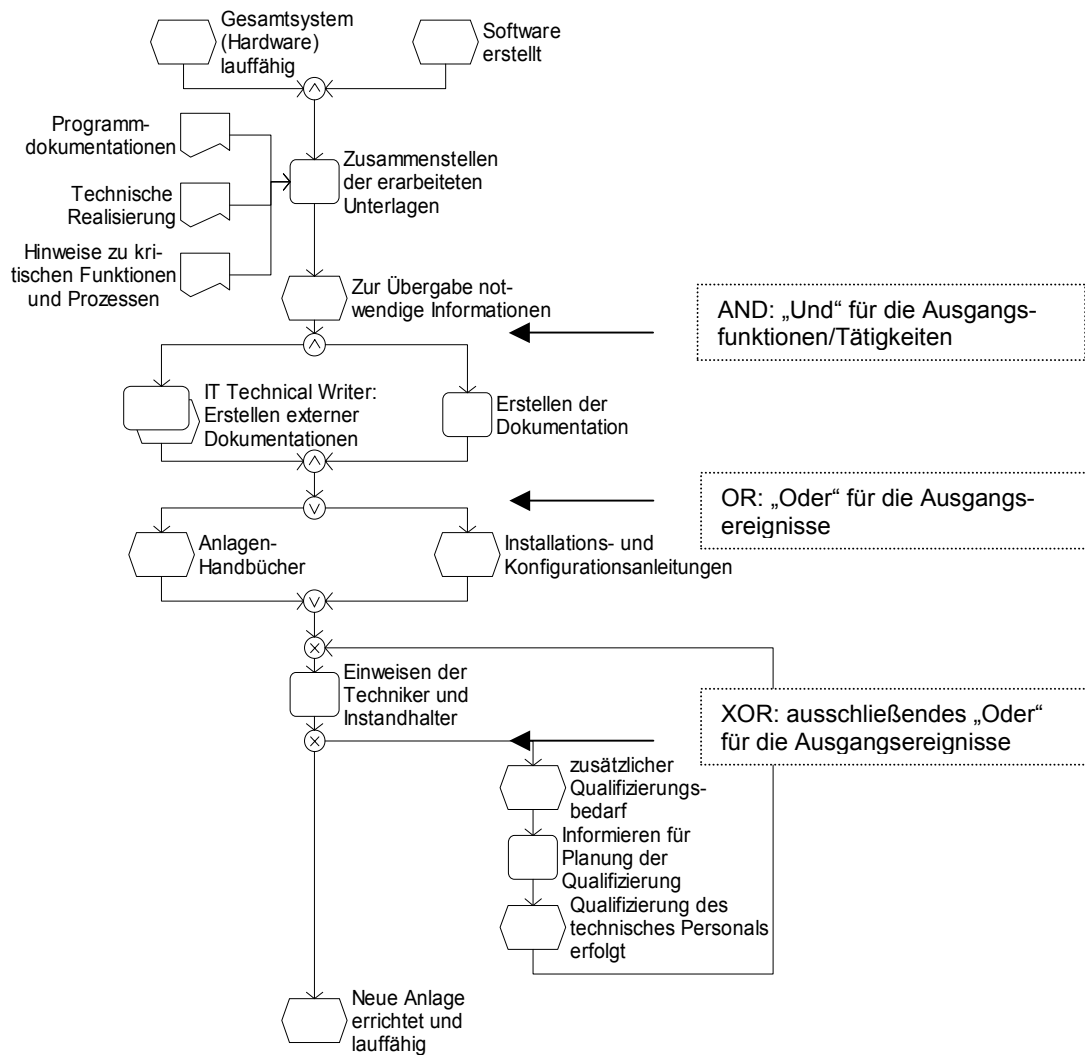 Gesamtsystem
(Hardware)
lauffähig
Software
erstellt
Programm-
dokumentationen
Technische
Realisierung
Hinweise zu kri-
tischen Funktionen
und Prozessen
Zusammenstellen
der erarbeiteten
Unterlagen
Zur Übergabe not-
wendige Informationen
AND: „Und“ für die Ausgangs-
funktionen/Tätigkeiten
IT Technical Writer:
Erstellen externer
Dokumentationen
Erstellen der
Dokumentation
OR: „Oder“ für die Ausgangs-
ereignisse
Anlagen-
Handbücher
Installations- und
Konfigurationsanleitungen
Einweisen der
Techniker und
Instandhalter
XOR: ausschließendes „Oder“
für die Ausgangsereignisse
zusätzlicher
Qualifizierungs-
bedarf
Informieren für
Planung der
Qualifizierung
Qualifizierung des
technisches Personals
erfolgt
Neue Anlage
errichtet und
lauffähig